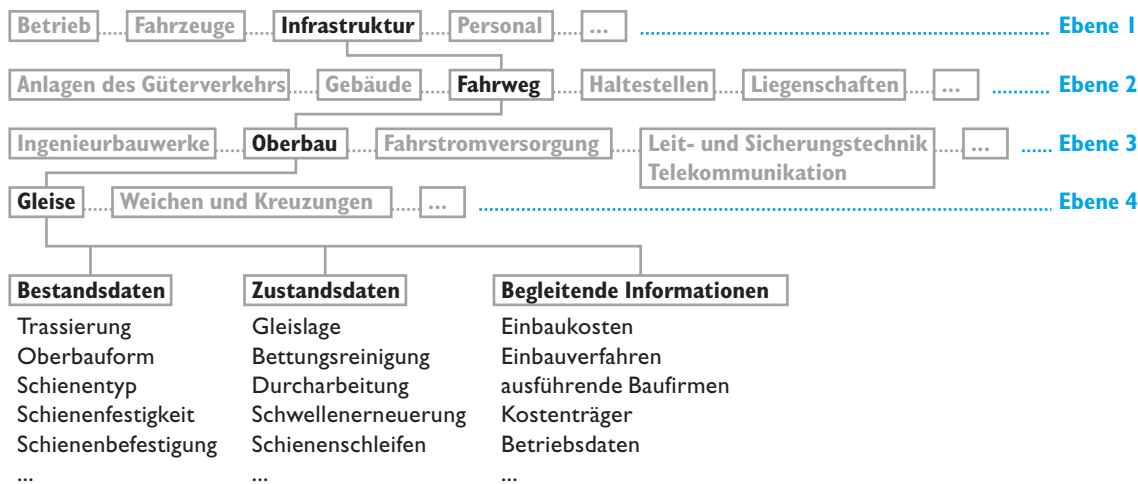 Betrieb Fahrzeuge Infrastruktur Personal ... Ebene 1
Anlagen des Güterverkehrs Gebäude Fahrweg Haltestellen Liegenschaften ... Ebene 2
Ingenieurbauwerke Oberbau Fahrstromversorgung Leit- und Sicherungstechnik ... Ebene 3
Telekommunikation
Gleise Weichen und Kreuzungen ... Ebene 4
Bestandsdaten Zustandsdaten Begleitende Informationen
Trassierung Gleislage Einbaukosten
Oberbauform Bettungsreinigung Einbauverfahren
Schienentyp Durcharbeitung ausführende Baufirmen
Schienenfestigkeit Schwellenerneuerung Kostenträger
Schienenbefestigung Schienenschleifen Betriebsdaten
... ... ...